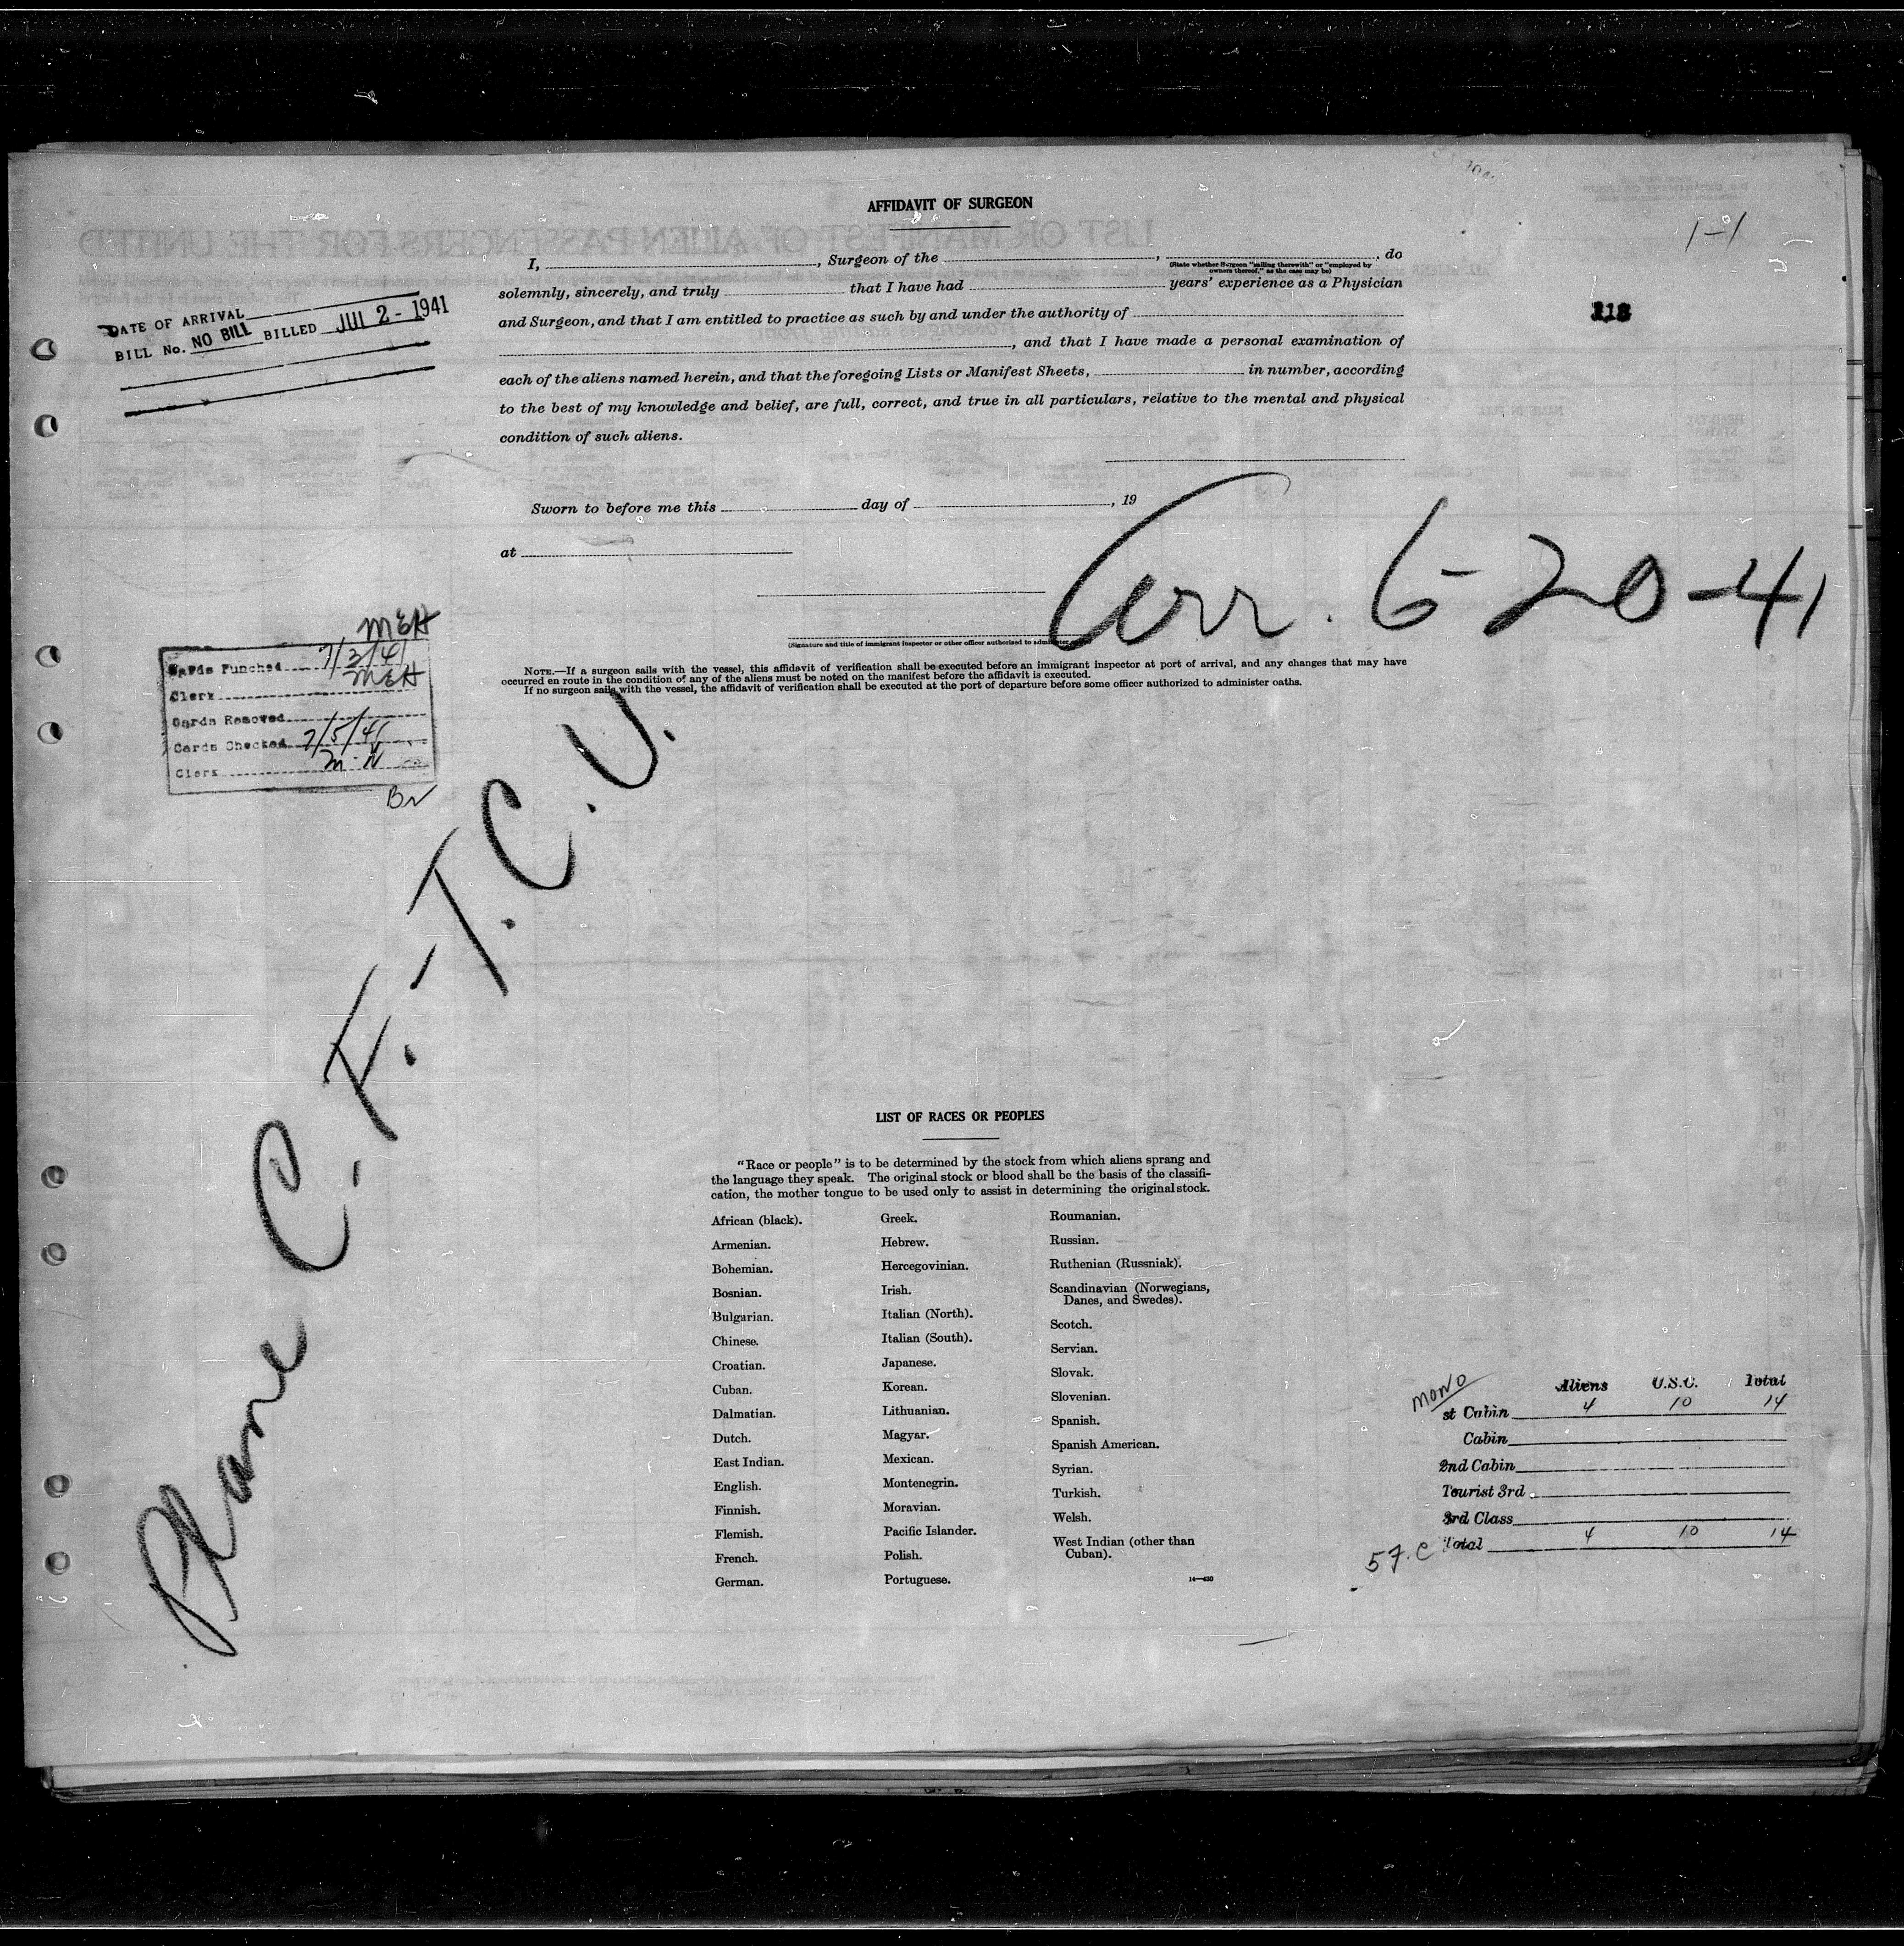 AFFIDAVIT OF SURGEON
1-1
I, , Surgeon of the , , do
(State whether Surgeon "sailing therewith" or "employed by
owners thereof," as the case may be)
solemnly, sincerely, and truly that I have had years' experience as a Physician
and Surgeon, and that I am entitled to practice as such by and under the authority of
, and that I have made a personal examination of
each of the aliens named herein, and that the foregoing Lists or Manifest Sheets, in number, according
to the best of my knowledge and belief, are full, correct, and true in all particulars, relative to the mental and physical
condition of such aliens.
DATE OF ARRIVAL
BILL No. NO BILL BILLED JUL 2 - 1941
Sworn to before me this day of , 19
at
Arr. 6-20-41
(Signature and title of immigrant inspector or other officer authorized to administer
NOTE.—If a surgeon sails with the vessel, this affidavit of verification shall be executed before an immigrant inspector at port of arrival, and any changes that may have
occurred en route in the condition of any of the aliens must be noted on the manifest before the affidavit is executed.
If no surgeon sails with the vessel, the affidavit of verification shall be executed at the port of departure before some officer authorized to administer oaths.
MEH
Cards Punched 7/3/41
Clerk MEH
Cards Removed
Cards Checked 7/5/41
Clerk
Plane C. F.-T.C.U.
LIST OF RACES OR PEOPLES
"Race or people" is to be determined by the stock from which aliens sprang and
the language they speak. The original stock or blood shall be the basis of the classifi-
cation, the mother tongue to be used only to assist in determining the original stock.
African (black).
Armenian.
Bohemian.
Bosnian.
Bulgarian.
Chinese.
Croatian.
Cuban.
Dalmatian.
Dutch.
East Indian.
English.
Finnish.
Flemish.
French.
German.
Greek.
Hebrew.
Hercegovinian.
Irish.
Italian (North).
Italian (South).
Japanese.
Korean.
Lithuanian.
Magyar.
Mexican.
Montenegrin.
Moravian.
Pacific Islander.
Polish.
Portuguese.
Roumanian.
Russian.
Ruthenian (Russniak).
Scandinavian (Norwegians,
Danes, and Swedes).
Scotch.
Servian.
Slovak.
Slovenian.
Spanish.
Spanish American.
Syrian.
Turkish.
Welsh.
West Indian (other than
Cuban).
14—430
Aliens U.S.C. Total
st Cabin 4 10 14
Cabin
2nd Cabin
Tourist 3rd
3rd Class
Total 4 10 14